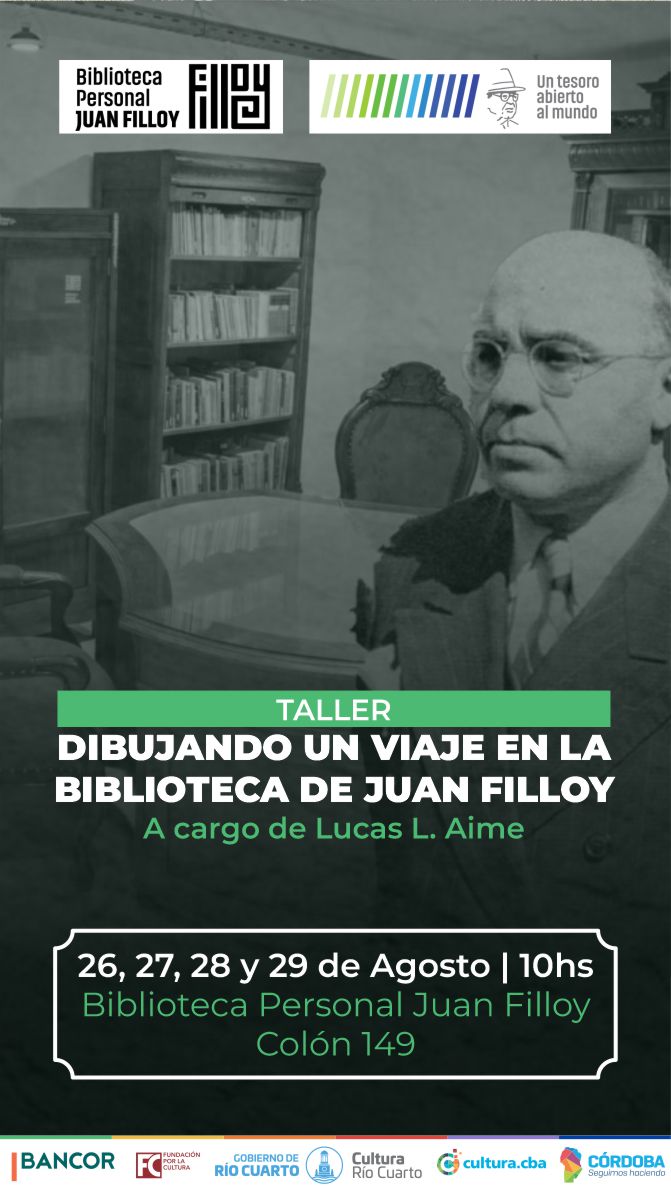 Biblioteca
Personal
JUAN FILLOY
FILLOY
Un tesoro
abierto
al mundo
TALLER
DIBUJANDO UN VIAJE EN LA
BIBLIOTECA DE JUAN FILLOY
A cargo de Lucas L. Aime
26, 27, 28 y 29 de Agosto | 10hs
Biblioteca Personal Juan Filloy
Colón 149
BANCOR
FC
FUNDACIÓN
POR LA
CULTURA
GOBIERNO DE
RÍO CUARTO
Cultura
Río Cuarto
cultura.cba
CÓRDOBA
Seguimos haciendo